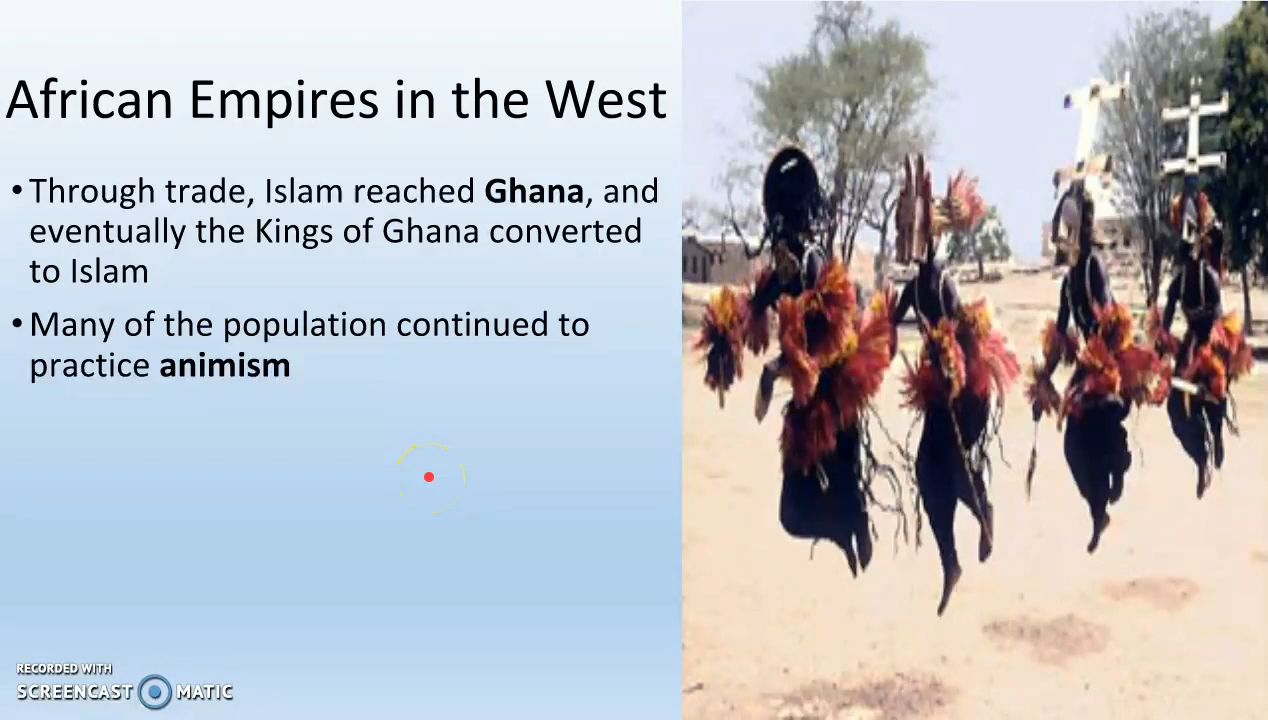 African Empires in the West
• Through trade, Islam reached Ghana, and
eventually the Kings of Ghana converted
to Islam
• Many of the population continued to
practice animism
RECORDED WITH
SCREENCAST MATIC